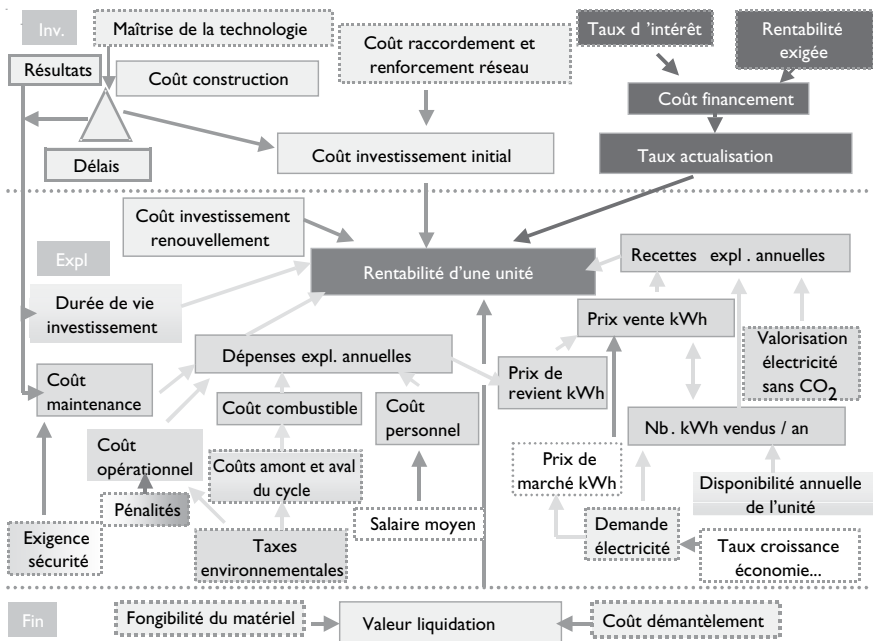 Inv.
Maîtrise de la technologie
Coût raccordement et
renforcement réseau
Taux d 'intérêt
Rentabilité
exigée
Résultats
Coût construction
Coût financement
Délais
Coût investissement initial
Taux actualisation
Coût investissement
renouvellement
Expl
Rentabilité d'une unité
Recettes expl . annuelles
Durée de vie
investissement
Prix vente kWh
Valorisation
électricité
sans CO2
Dépenses expl. annuelles
Prix de
revient kWh
Coût
maintenance
Coût combustible
Coût
personnel
Nb . kWh vendus / an
Coût
opérationnel
Coûts amont et aval
du cycle
Prix de
marché kWh
Disponibilité annuelle
de l'unité
Pénalités
Exigence
sécurité
Taxes
environnementales
Salaire moyen
Demande
électricité
Taux croissance
économie...
Fin
Fongibilité du matériel
Valeur liquidation
Coût démantèlement